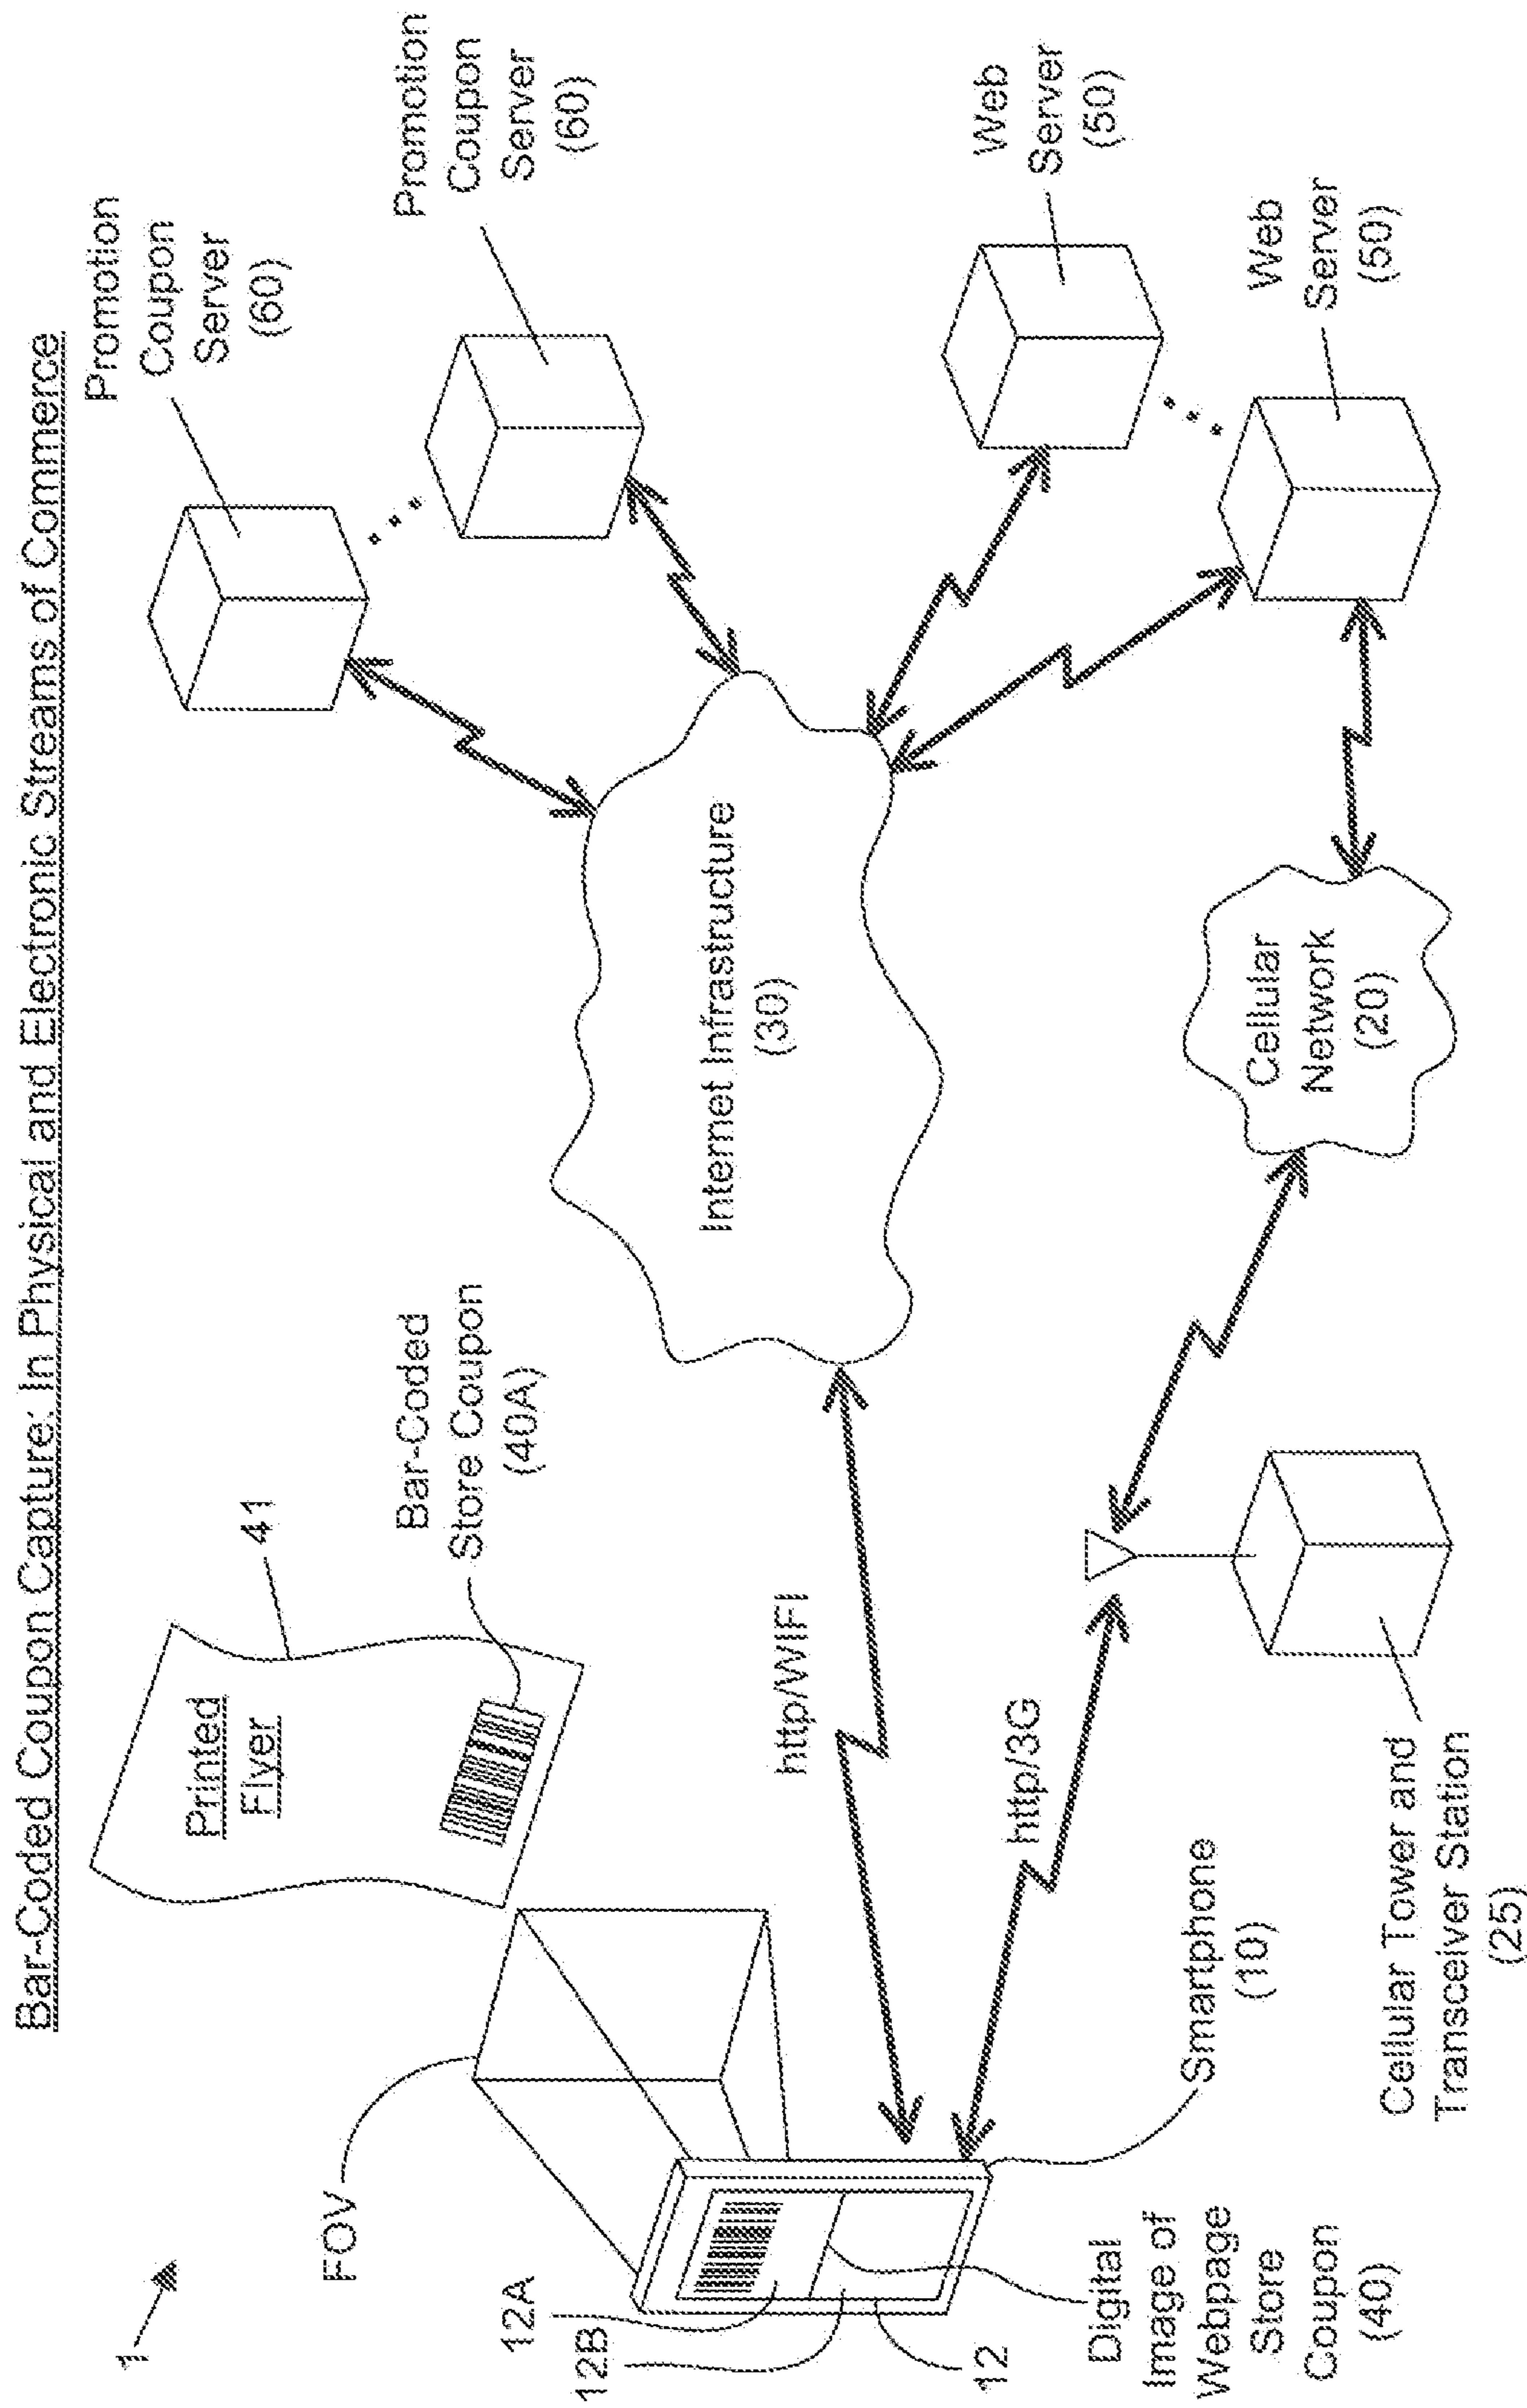 Bar-Coded Coupon Capture: In Physical and Electronic Streams of Commerce
1
FOV
Printed
Flyer
41
Bar-Coded
Store Coupon
(40A)
Promotion
Coupon
Server
(60)
Promotion
Coupon
Server
(60)
12A
12B
12
Digital
Image of
Webpage
Store
Coupon
(40)
http/WIFI
http/3G
Smartphone
(10)
Internet Infrastructure
(30)
Web
Server
(50)
Web
Server
(50)
Cellular
Network
(20)
Cellular Tower and
Transceiver Station
(25)